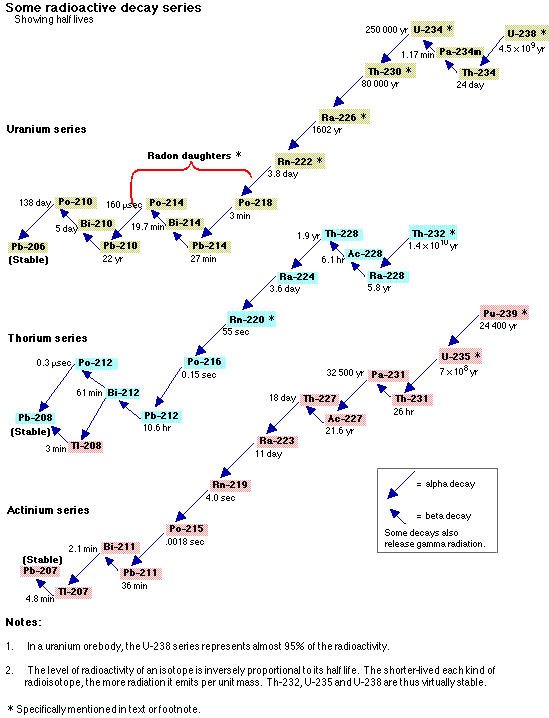 Some radioactive decay series
Showing half lives
250 000 yr
U-234 *
U-238 *
4.5 × 10⁹ yr
1.17 min
Pa-234m
Th-234
24 day
Th-230
80 000 yr
Ra-226 *
1602 yr
Uranium series
Rn-222 *
3.8 day
Radon daughters *
138 day
Po-210
160 µsec
Po-214
Po-218
3 min
19.7 min
Bi-214
5 day
Bi-210
Pb-206
(Stable)
Pb-210
22 yr
Pb-214
27 min
1.9 yr
Th-228
Th-232 *
1.4 × 10¹⁰ yr
6.1 hr
Ac-228
Ra-228
5.8 yr
Ra-224
3.6 day
Rn-220 *
55 sec
Thorium series
Pu-239 *
24 400 yr
U-235 *
7 × 10⁸ yr
0.3 µsec
Po-212
Po-216
0.15 sec
61 min
Bi-212
Pb-208
(Stable)
Pb-212
10.6 hr
3 min
Tl-208
32 500 yr
Pa-231
Th-231
26 hr
18 day
Th-227
Ac-227
21.6 yr
Ra-223
11 day
Rn-219
4.0 sec
Actinium series
Po-215
.0018 sec
2.1 min
Bi-211
Pb-211
36 min
(Stable)
Pb-207
Tl-207
4.8 min
= alpha decay
= beta decay
Some decays also
release gamma radiation.
Notes:
1. In a uranium orebody, the U-238 series represents almost 95% of the radioactivity.
2. The level of radioactivity of an isotope is inversely proportional to its half life. The shorter-lived each kind of
radioisotope, the more radiation it emits per unit mass. Th-232, U-235 and U-238 are thus virtually stable.
* Specifically mentioned in text or footnote.